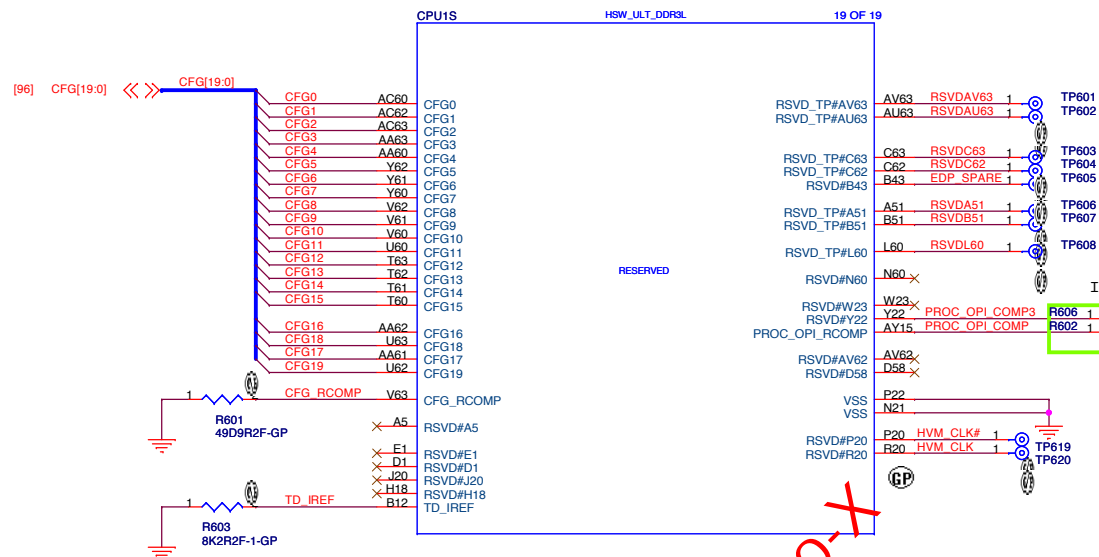 CPU1S HSW_ULT_DDR3L 19 OF 19
[96] CFG[19:0] CFG[19:0]
CFG0 AC60 CFG0 RSVD_TP#AV63 AV63 RSVDAV63 1 TP601
CFG1 AC62 CFG1 RSVD_TP#AU63 AU63 RSVDAU63 1 TP602
CFG2 AC63 CFG2
CFG3 AA63 CFG3
CFG4 AA60 CFG4 RSVD_TP#C63 C63 RSVDC63 1 TP603
CFG5 Y62 CFG5 RSVD_TP#C62 C62 RSVDC62 1 TP604
CFG6 Y61 CFG6 RSVD#B43 B43 EDP_SPARE 1 TP605
CFG7 Y60 CFG7
CFG8 V62 CFG8 RSVD_TP#A51 A51 RSVDA51 1 TP606
CFG9 V61 CFG9 RSVD_TP#B51 B51 RSVDB51 1 TP607
CFG10 V60 CFG10
CFG11 U60 CFG11 RSVD_TP#L60 L60 RSVDL60 1 TP608
CFG12 T63 CFG12
CFG13 T62 CFG13 RESERVED RSVD#N60 N60
CFG14 T61 CFG14
CFG15 T60 CFG15 RSVD#W23 W23
RSVD#Y22 Y22 PROC_OPI_COMP3 R606 1
CFG16 AA62 CFG16 PROC_OPI_RCOMP AY15 PROC_OPI_COMP R602 1
CFG18 U63 CFG18
CFG17 AA61 CFG17 RSVD#AV62 AV62
CFG19 U62 CFG19 RSVD#D58 D58
1 CFG_RCOMP V63 CFG_RCOMP VSS P22
R601 VSS N21
49D9R2F-GP
A5 RSVD#A5
RSVD#P20 P20 HVM_CLK# 1 TP619
E1 RSVD#E1 RSVD#R20 R20 HVM_CLK 1 TP620
D1 RSVD#D1
J20 RSVD#J20 GP
H18 RSVD#H18
1 TD_IREF B12 TD_IREF
R603
8K2R2F-1-GP
-X